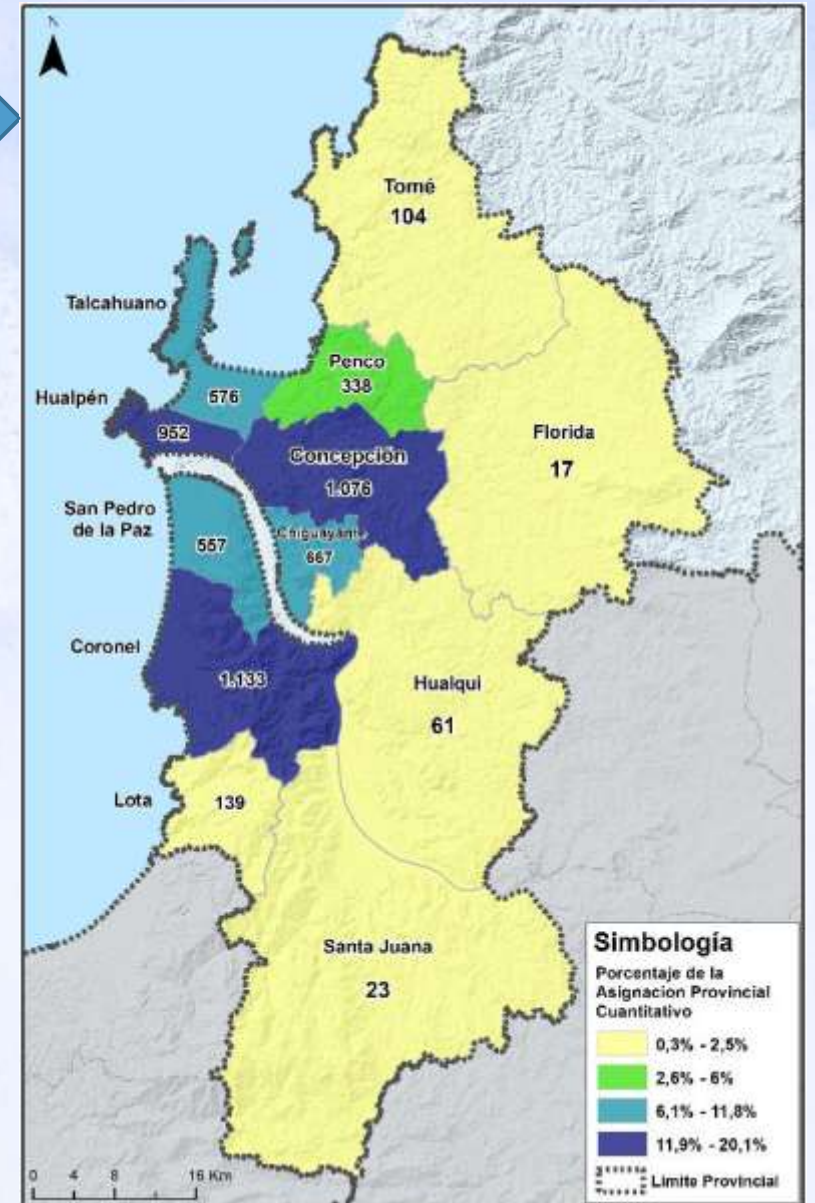 N
Tomé
104
Talcahuano
Penco
338
Hualpén
576
952
Concepción
1.076
Florida
17
San Pedro
de la Paz
557
667
Coronel
1.133
Hualqui
61
Lota
139
Santa Juana
23
Simbología
Porcentaje de la
Asignacion Provincial
Cuantitativo
0,3% - 2,5%
2,6% - 6%
6,1% - 11,8%
11,9% - 20,1%
Limite Provincial
0 4 8 16 Km